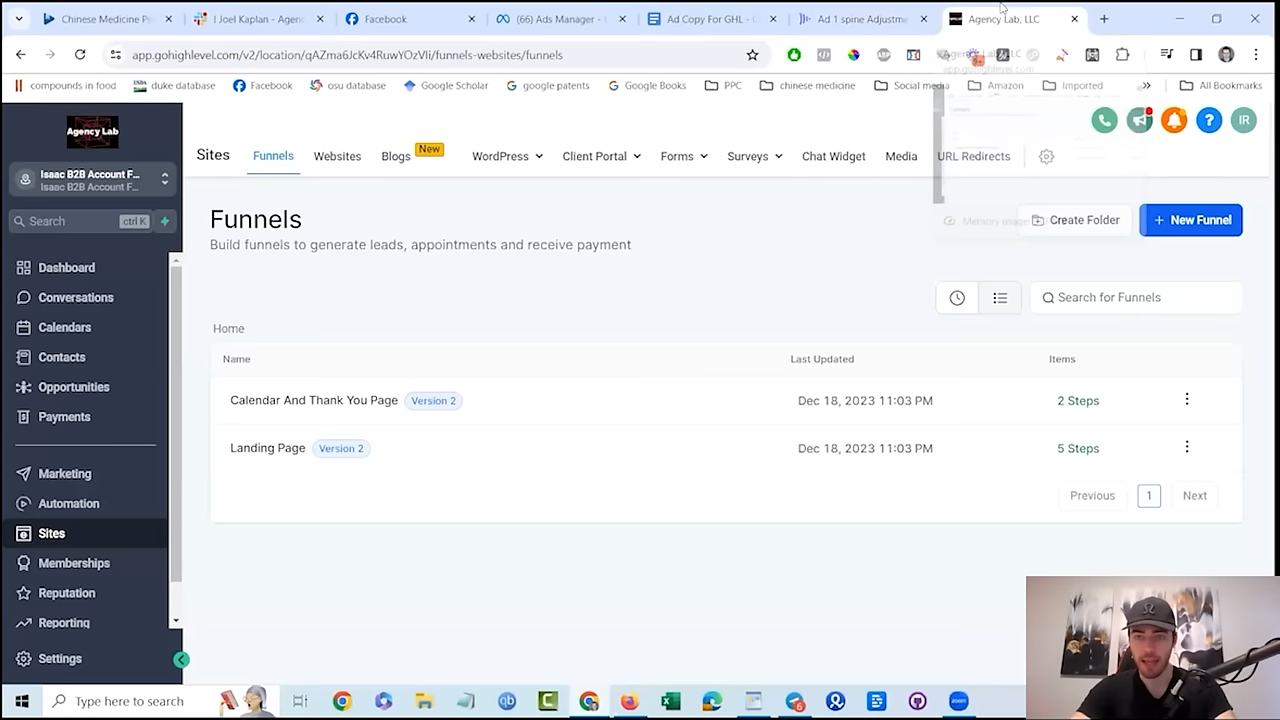 Chinese Medicine Ps
! Joel Kaplan - Agenc
Facebook
(66) Ads Manager -
Ad Copy For GHL -
Ad 1 spine Adjustme
Agency Lab, LLC
app.gohighlevel.com/v2/location/qAZma6JcKv4RuwYOzVli/funnels-websites/funnels
compounds in food
duke database
Facebook
osu database
Google Scholar
google patents
Google Books
PPC
chinese medicine
Social media
Amazon
Imported
All Bookmarks
Agency Lab
Isaac B2B Account F...
Isaac B2B Account F...
Search
ctrl K
Dashboard
Conversations
Calendars
Contacts
Opportunities
Payments
Marketing
Automation
Sites
Memberships
Reputation
Reporting
Settings
IR
Sites
Funnels
Websites
Blogs
New
WordPress
Client Portal
Forms
Surveys
Chat Widget
Media
URL Redirects
Funnels
Build funnels to generate leads, appointments and receive payment
Create Folder
+ New Funnel
Search for Funnels
Home
Name
Last Updated
Items
Calendar And Thank You Page
Version 2
Dec 18, 2023 11:03 PM
2 Steps
Landing Page
Version 2
Dec 18, 2023 11:03 PM
5 Steps
Previous
1
Next
Type here to search
zoom